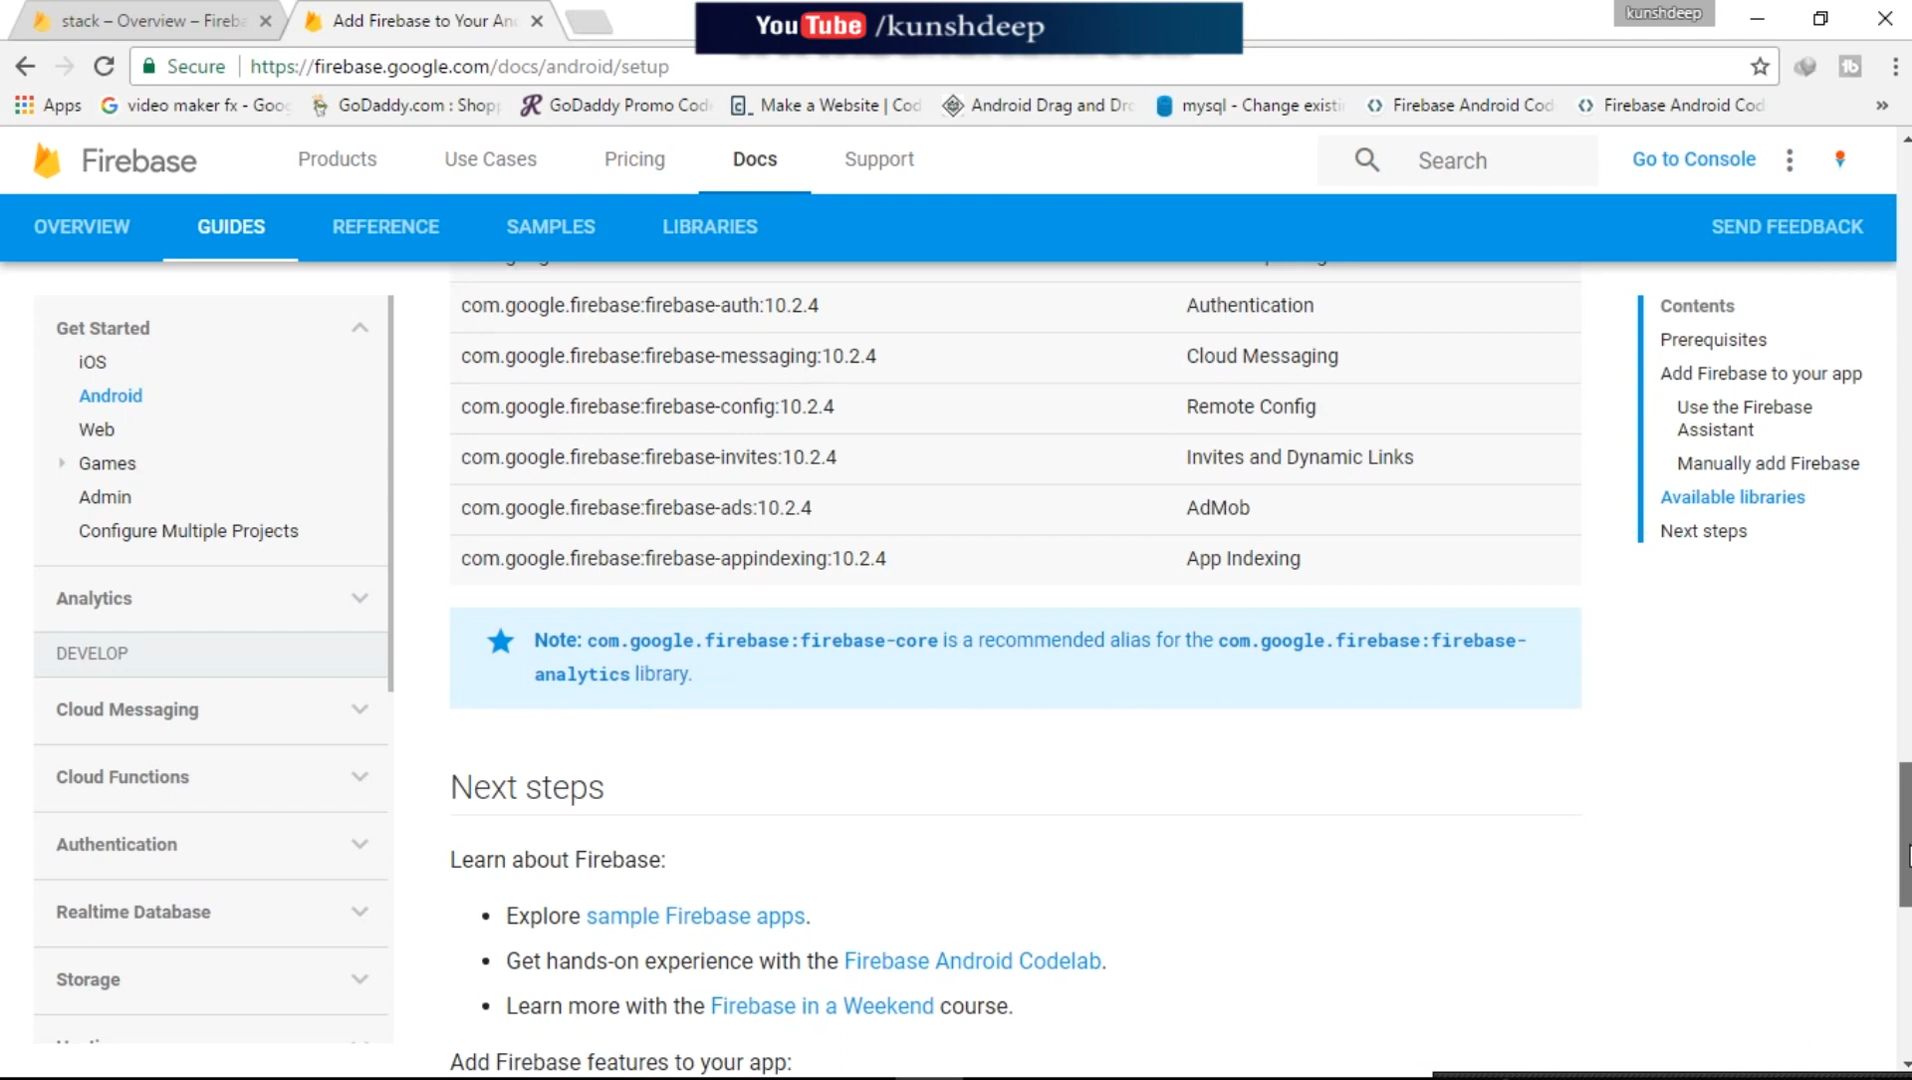 stack – Overview – Fireba
Add Firebase to Your An
YouTube /kunshdeep
kunshdeep
Secure
https://firebase.google.com/docs/android/setup
Apps
video maker fx - Goo
GoDaddy.com : Shopp
GoDaddy Promo Cod
Make a Website | Cod
Android Drag and Dr
mysql - Change existi
Firebase Android Cod
Firebase Android Cod
»
Firebase
Products
Use Cases
Pricing
Docs
Support
Search
Go to Console
OVERVIEW
GUIDES
REFERENCE
SAMPLES
LIBRARIES
SEND FEEDBACK
Get Started
iOS
Android
Web
Games
Admin
Configure Multiple Projects
Analytics
DEVELOP
Cloud Messaging
Cloud Functions
Authentication
Realtime Database
Storage
com.google.firebase:firebase-auth:10.2.4 Authentication
com.google.firebase:firebase-messaging:10.2.4 Cloud Messaging
com.google.firebase:firebase-config:10.2.4 Remote Config
com.google.firebase:firebase-invites:10.2.4 Invites and Dynamic Links
com.google.firebase:firebase-ads:10.2.4 AdMob
com.google.firebase:firebase-appindexing:10.2.4 App Indexing
Note: com.google.firebase:firebase-core is a recommended alias for the com.google.firebase:firebase-
analytics library.
Next steps
Learn about Firebase:
• Explore sample Firebase apps.
• Get hands-on experience with the Firebase Android Codelab.
• Learn more with the Firebase in a Weekend course.
Add Firebase features to your app:
Contents
Prerequisites
Add Firebase to your app
Use the Firebase
Assistant
Manually add Firebase
Available libraries
Next steps